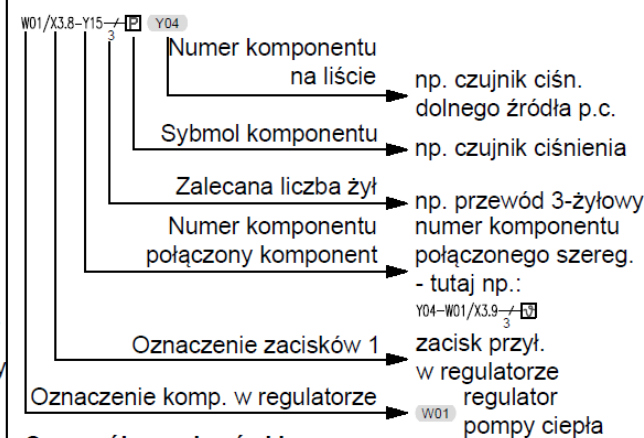 W01/X3.8-Y15 3 P Y04
Numer komponentu
na liście
np. czujnik ciśn.
dolnego źródła p.c.
Sybmol komponentu
np. czujnik ciśnienia
Zalecana liczba żył
np. przewód 3-żyłowy
Numer komponentu
połączony komponent
numer komponentu
połączonego szereg.
- tutaj np.:
Y04-W01/X3.9 3 ϑ
Oznaczenie zacisków 1
zacisk przył.
w regulatorze
Oznaczenie komp. w regulatorze
W01 regulator
pompy ciepła